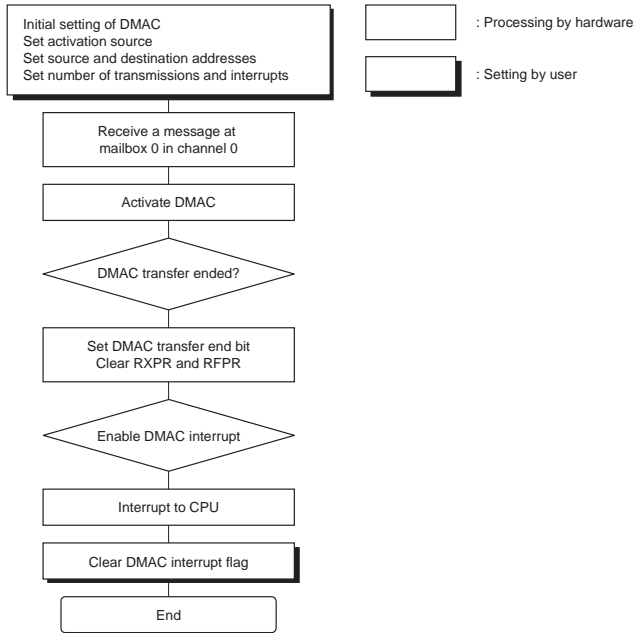 Initial setting of DMAC
Set activation source
Set source and destination addresses
Set number of transmissions and interrupts
: Processing by hardware
: Setting by user
Receive a message at
mailbox 0 in channel 0
Activate DMAC
DMAC transfer ended?
Set DMAC transfer end bit
Clear RXPR and RFPR
Enable DMAC interrupt
Interrupt to CPU
Clear DMAC interrupt flag
End